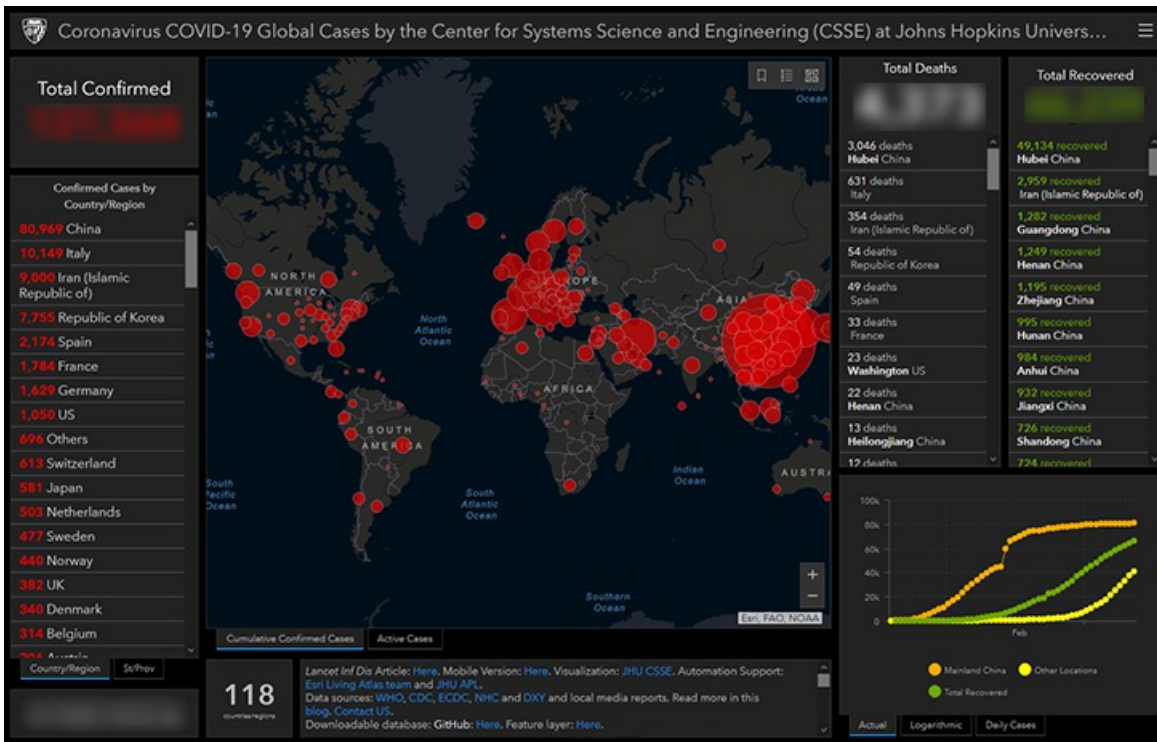 Coronavirus COVID-19 Global Cases by the Center for Systems Science and Engineering (CSSE) at Johns Hopkins Univers...
Total Confirmed
Confirmed Cases by
Country/Region
80,969 China
10,149 Italy
9,000 Iran (Islamic
Republic of)
7,755 Republic of Korea
2,174 Spain
1,784 France
1,629 Germany
1,050 US
696 Others
613 Switzerland
581 Japan
503 Netherlands
477 Sweden
440 Norway
382 UK
340 Denmark
314 Belgium
Country/Region
St/Prov
Arctic
Ocean
NORTH
AMERICA
North
Atlantic
Ocean
ASIA
AFRICA
SOUTH
AMERICA
South
Pacific
Ocean
South
Atlantic
Ocean
Indian
Ocean
AUSTRA
Southern
Ocean
+
−
Esri, FAO, NOAA
Cumulative Confirmed Cases
Active Cases
118
countries/regions
Lancet Inf Dis Article: Here. Mobile Version: Here. Visualization: JHU CSSE. Automation Support:
Esri Living Atlas team and JHU APL.
Data sources: WHO, CDC, ECDC, NHC and DXY and local media reports. Read more in this
blog. Contact US.
Downloadable database: GitHub: Here. Feature layer: Here.
Total Deaths
3,046 deaths
Hubei China
631 deaths
Italy
354 deaths
Iran (Islamic Republic of)
54 deaths
Republic of Korea
49 deaths
Spain
33 deaths
France
23 deaths
Washington US
22 deaths
Henan China
13 deaths
Heilongjiang China
12 deaths
Total Recovered
49,134 recovered
Hubei China
2,959 recovered
Iran (Islamic Republic of)
1,282 recovered
Guangdong China
1,249 recovered
Henan China
1,195 recovered
Zhejiang China
995 recovered
Hunan China
984 recovered
Anhui China
932 recovered
Jiangxi China
726 recovered
Shandong China
724 recovered
100k
80k
60k
40k
20k
0
Feb
Mainland China
Other Locations
Total Recovered
Actual
Logarithmic
Daily Cases